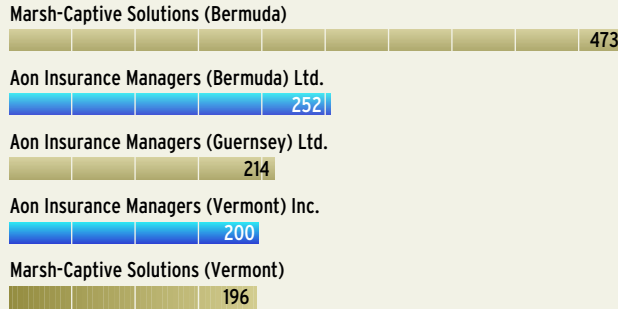 Marsh-Captive Solutions (Bermuda)
473
Aon Insurance Managers (Bermuda) Ltd.
252
Aon Insurance Managers (Guernsey) Ltd.
214
Aon Insurance Managers (Vermont) Inc.
200
Marsh-Captive Solutions (Vermont)
196